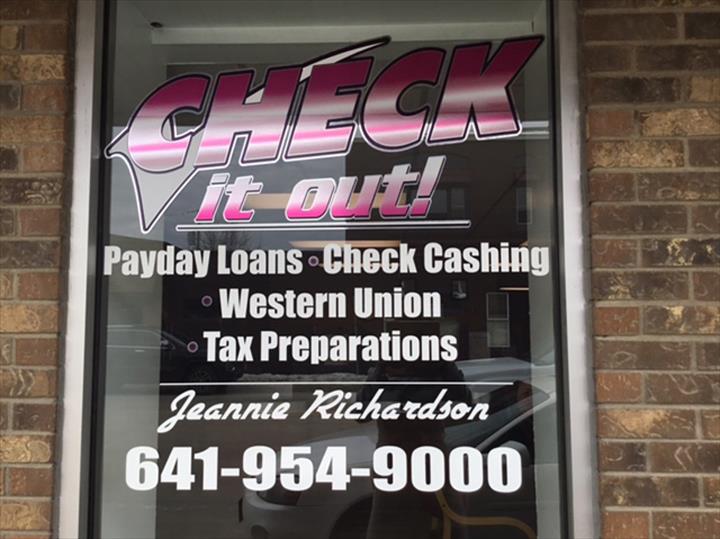 CHECK
it out!
Payday Loans • Check Cashing
• Western Union
• Tax Preparations
Jeannie Richardson
641-954-9000